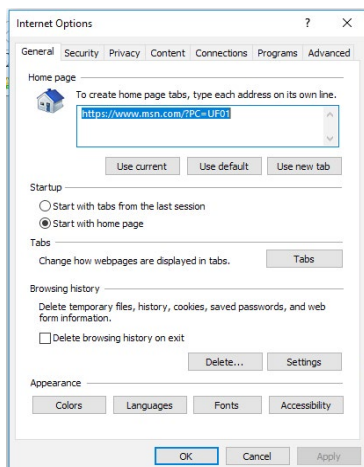 Internet Options ? X
General Security Privacy Content Connections Programs Advanced
Home page
To create home page tabs, type each address on its own line.
https://www.msn.com/?PC=UF01
Use current Use default Use new tab
Startup
Start with tabs from the last session
Start with home page
Tabs
Change how webpages are displayed in tabs. Tabs
Browsing history
Delete temporary files, history, cookies, saved passwords, and web
form information.
Delete browsing history on exit
Delete... Settings
Appearance
Colors Languages Fonts Accessibility
OK Cancel Apply